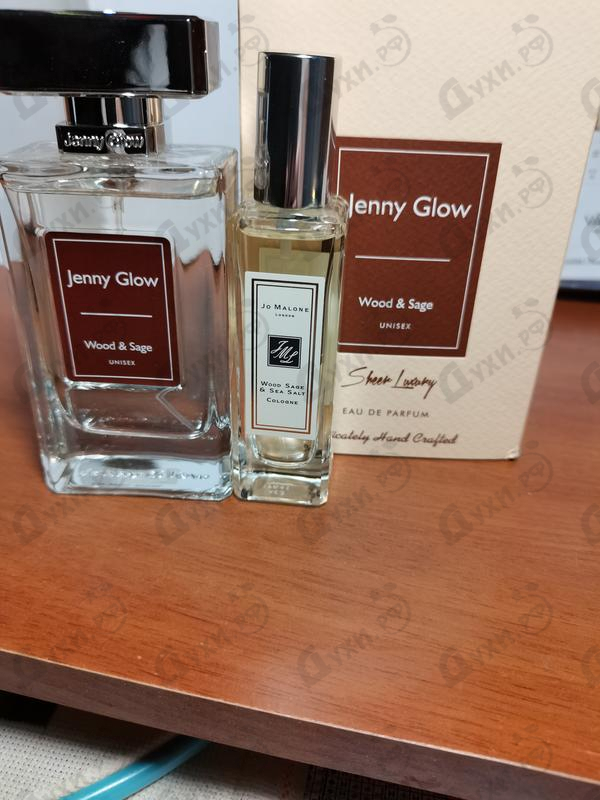 Jenny Glow
Jenny Glow
Wood & Sage
UNISEX
JO MALONE
LONDON
JML
WOOD SAGE
& SEA SALT
COLOGNE
Jenny Glow
Wood & Sage
UNISEX
Sheer Luxury
EAU DE PARFUM
Hand Crafted
Духи.рф